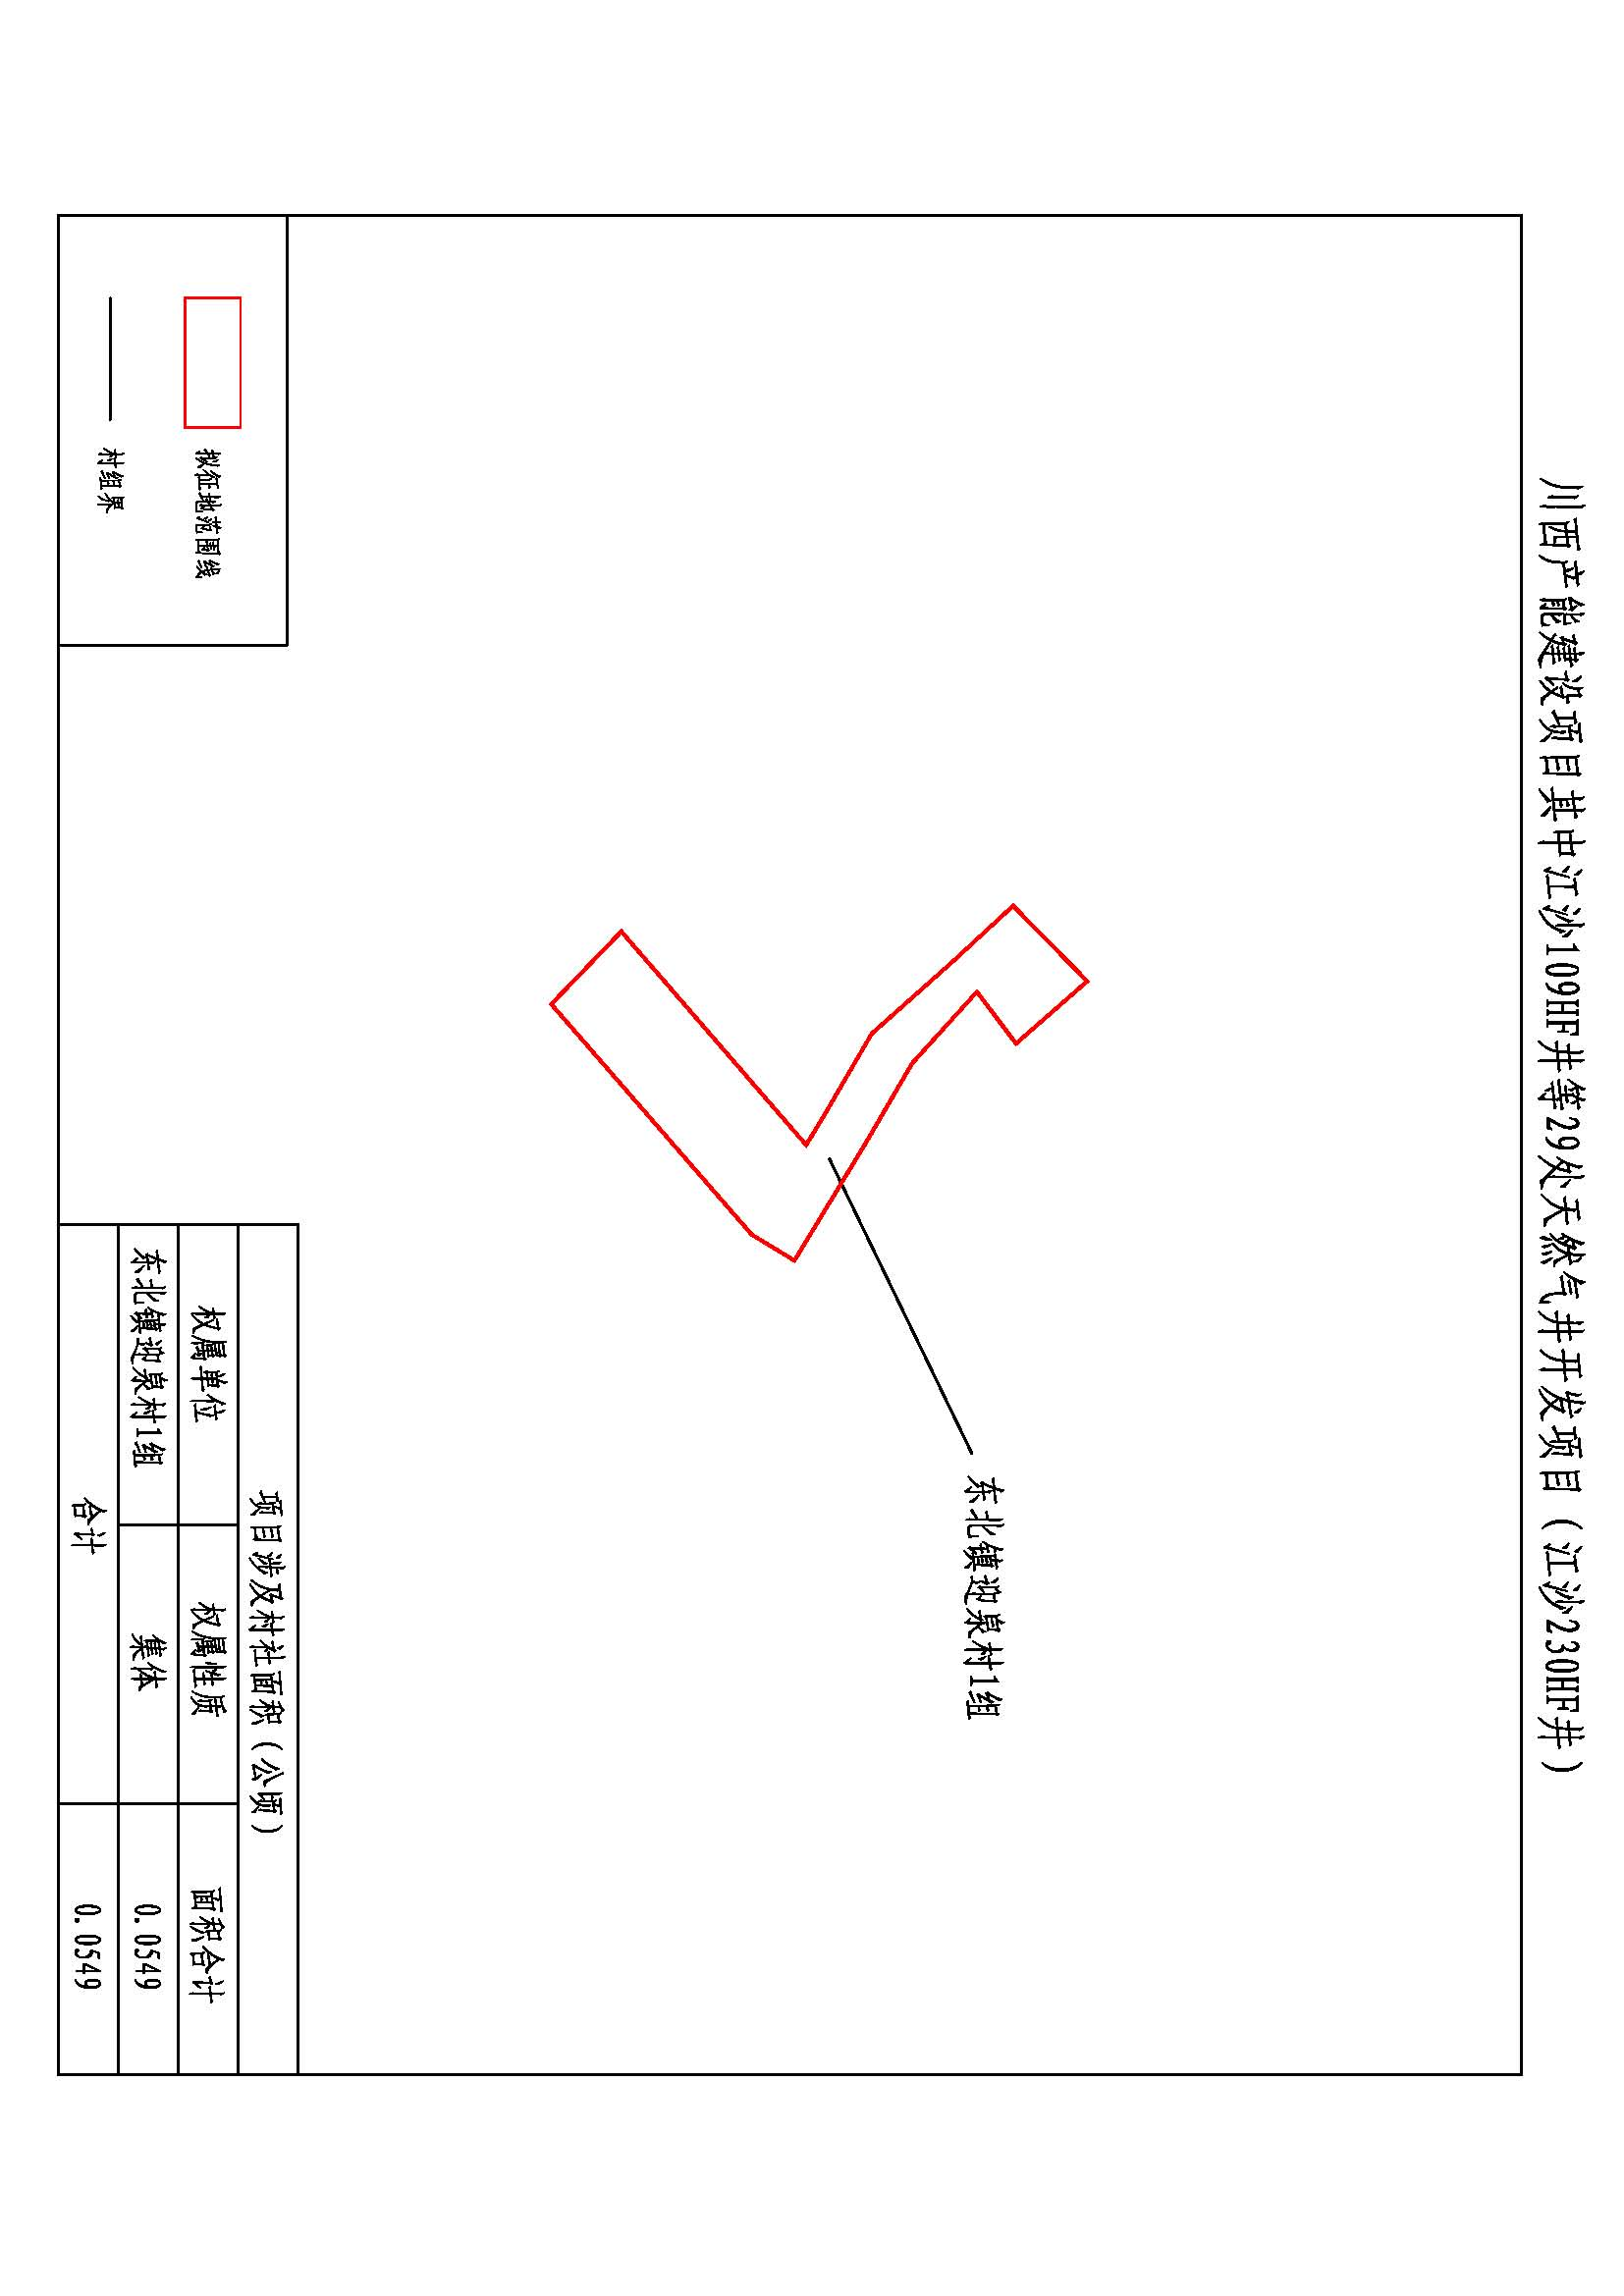 川西产能建设项目其中江沙109HF井等29处天然气井开发项目（江沙230HF井）
东北镇迎泉村1组
拟征地范围线
村组界
项目涉及村社面积（公顷）
权属单位 权属性质 面积合计
东北镇迎泉村1组 集体 0.0549
合计 0.0549